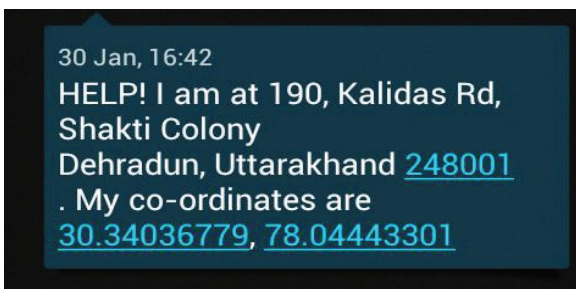 30 Jan, 16:42
HELP! I am at 190, Kalidas Rd,
Shakti Colony
Dehradun, Uttarakhand 248001
. My co-ordinates are
30.34036779, 78.04443301